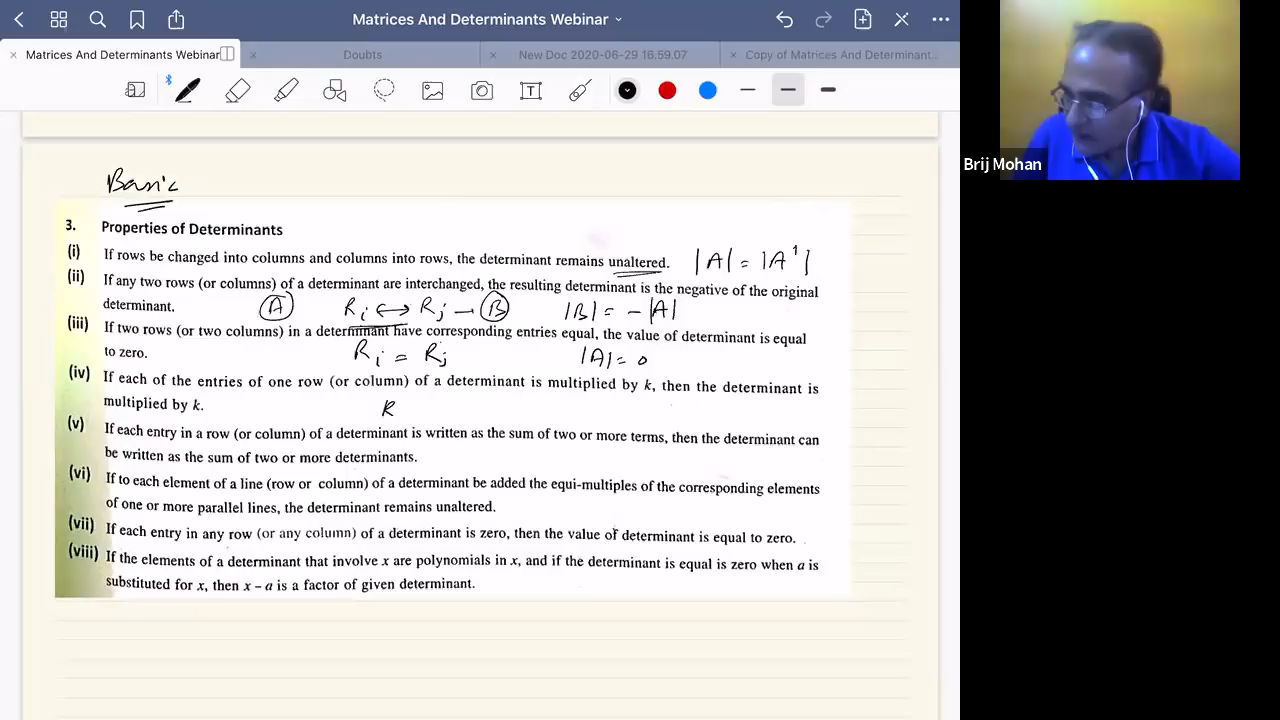 Matrices And Determinants Webinar
Matrices And Determinants Webinar
Doubts
New Doc 2020-06-29 16.59.07
Copy of Matrices And Determinant...
T
Brij Mohan
Basic
3. Properties of Determinants
(i) If rows be changed into columns and columns into rows, the determinant remains unaltered. |A| = |A'|
(ii) If any two rows (or columns) of a determinant are interchanged, the resulting determinant is the negative of the original
determinant. A Ri ↔ Rj – B |B| = – |A|
(iii) If two rows (or two columns) in a determinant have corresponding entries equal, the value of determinant is equal
to zero. Ri = Rj |A| = 0
(iv) If each of the entries of one row (or column) of a determinant is multiplied by k, then the determinant is
multiplied by k. R
(v) If each entry in a row (or column) of a determinant is written as the sum of two or more terms, then the determinant can
be written as the sum of two or more determinants.
(vi) If to each element of a line (row or column) of a determinant be added the equi-multiples of the corresponding elements
of one or more parallel lines, the determinant remains unaltered.
(vii) If each entry in any row (or any column) of a determinant is zero, then the value of determinant is equal to zero.
(viii) If the elements of a determinant that involve x are polynomials in x, and if the determinant is equal is zero when a is
substituted for x, then x – a is a factor of given determinant.